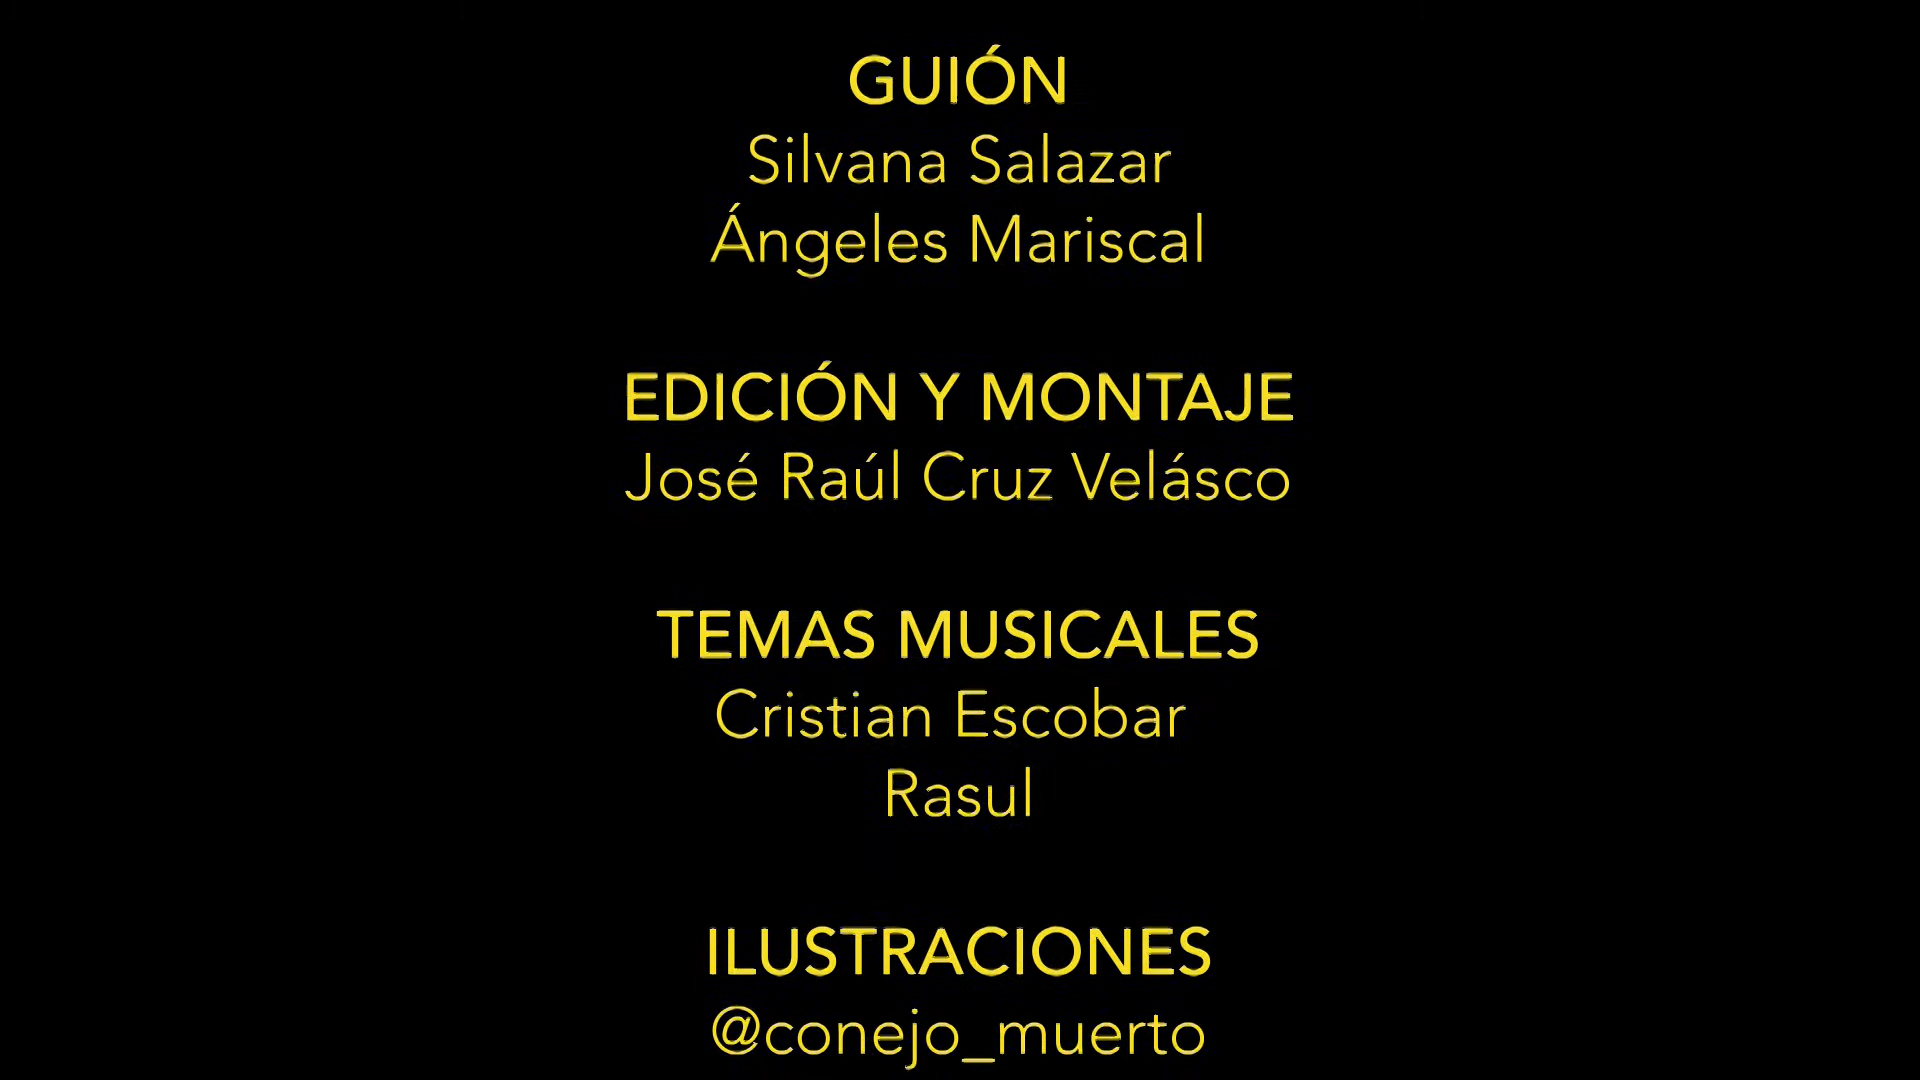 GUIÓN
Silvana Salazar
Ángeles Mariscal
EDICIÓN Y MONTAJE
José Raúl Cruz Velásco
TEMAS MUSICALES
Cristian Escobar
Rasul
ILUSTRACIONES
@conejo_muerto